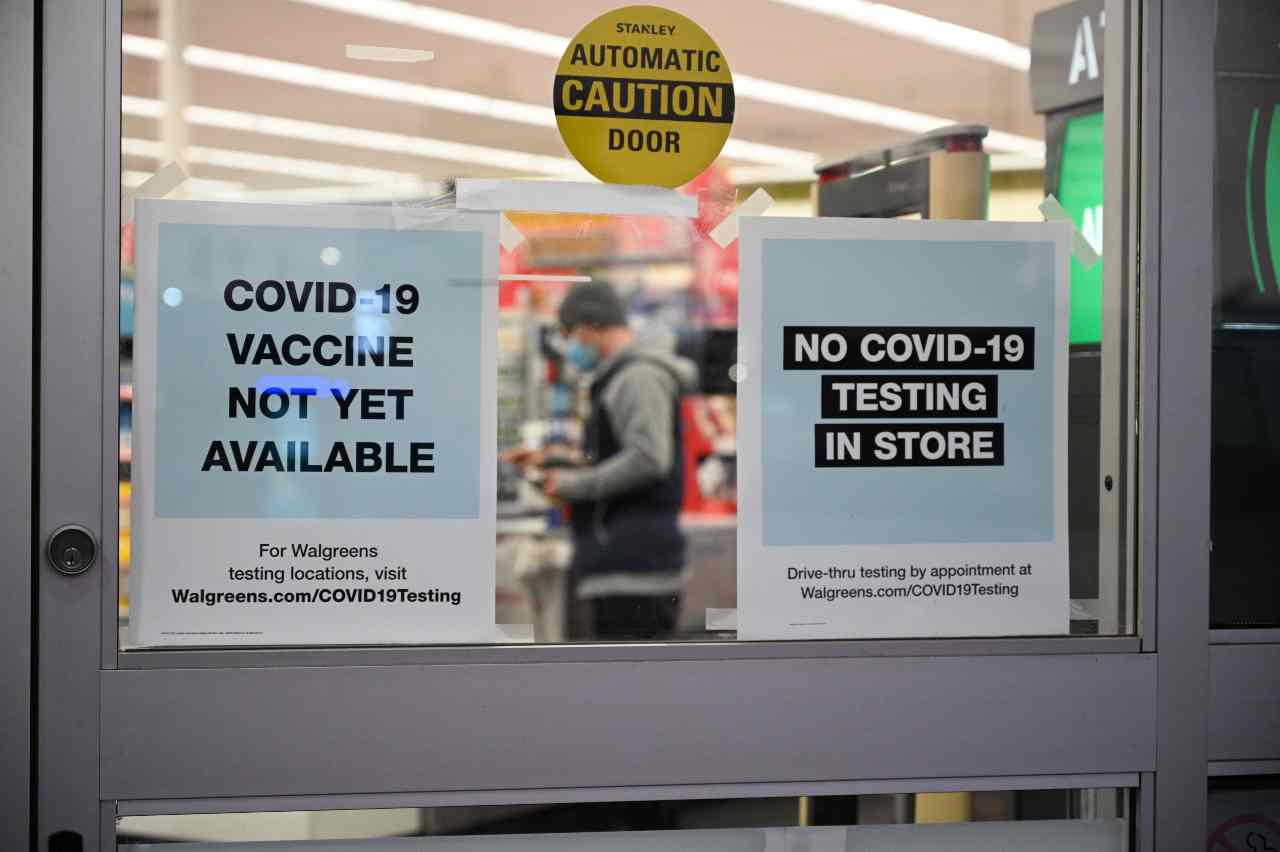 STANLEY
AUTOMATIC
CAUTION
DOOR
COVID-19
VACCINE
NOT YET
AVAILABLE
For Walgreens
testing locations, visit
Walgreens.com/COVID19Testing
NO COVID-19
TESTING
IN STORE
Drive-thru testing by appointment at
Walgreens.com/COVID19Testing